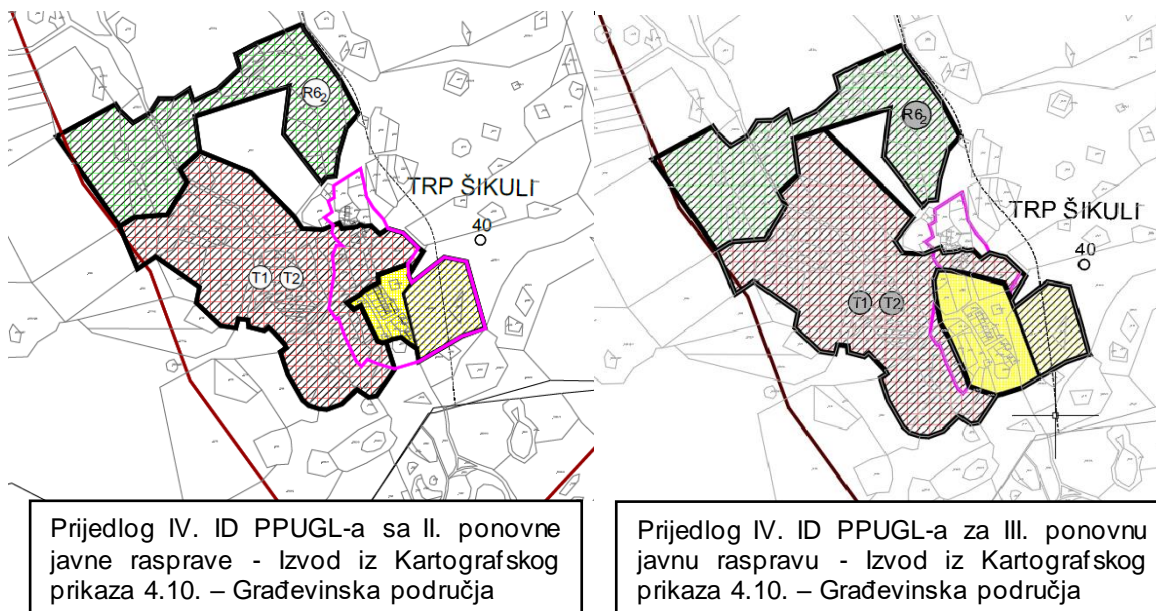 R6₂
TRP ŠIKULI
40
T1 T2
Prijedlog IV. ID PPUGL-a sa II. ponovne
javne rasprave - Izvod iz Kartografskog
prikaza 4.10. – Građevinska područja
R6₂
TRP ŠIKULI
40
T1 T2
Prijedlog IV. ID PPUGL-a za III. ponovnu
javnu raspravu - Izvod iz Kartografskog
prikaza 4.10. – Građevinska područja